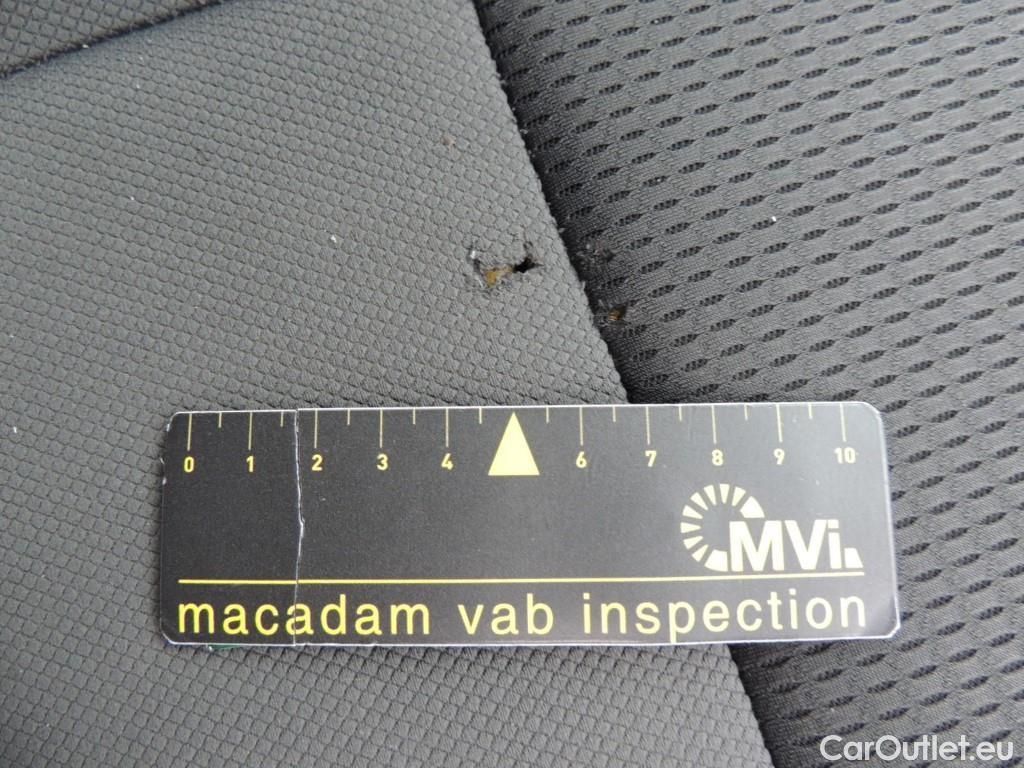 0 1 2 3 4 6 7 8 9 10
MVi
macadam vab inspection
CarOutlet.eu